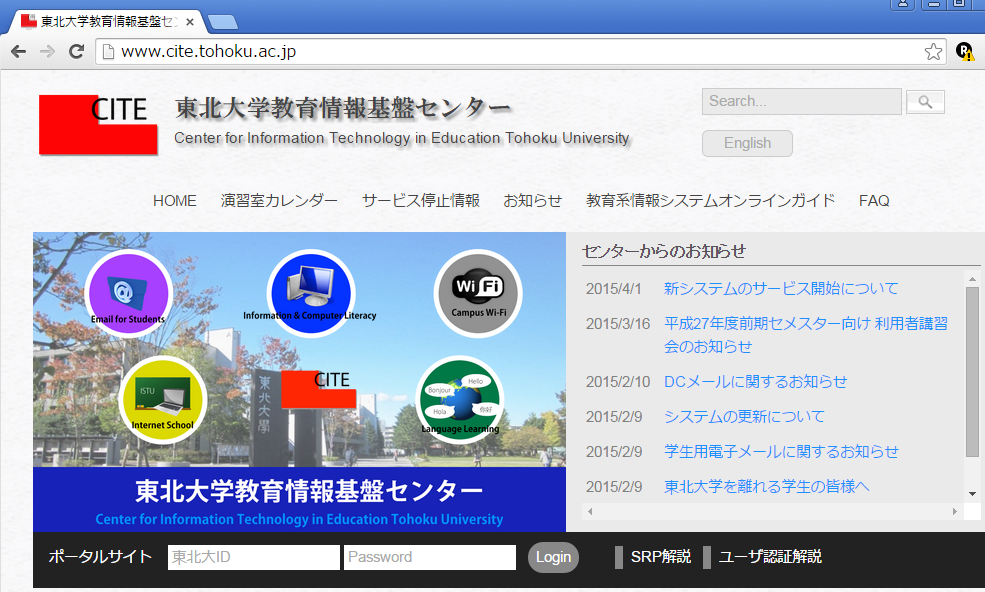 東北大学教育情報基盤セ
www.cite.tohoku.ac.jp
CITE
東北大学教育情報基盤センター
Center for Information Technology in Education Tohoku University
Search...
English
HOME 演習室カレンダー サービス停止情報 お知らせ 教育系情報システムオンラインガイド FAQ
Email for Students
Information & Computer Literacy
Wi Fi
Campus Wi-Fi
ISTU
Internet School
東北大學
CITE
Hello
Bonjour
Hola
你好
Language Learning
東北大学教育情報基盤センター
Center for Information Technology in Education Tohoku University
センターからのお知らせ
2015/4/1 新システムのサービス開始について
2015/3/16 平成27年度前期セメスター向け 利用者講習
会のお知らせ
2015/2/10 DCメールに関するお知らせ
2015/2/9 システムの更新について
2015/2/9 学生用電子メールに関するお知らせ
2015/2/9 東北大学を離れる学生の皆様へ
ポータルサイト 東北大ID Password Login SRP解説 ユーザ認証解説